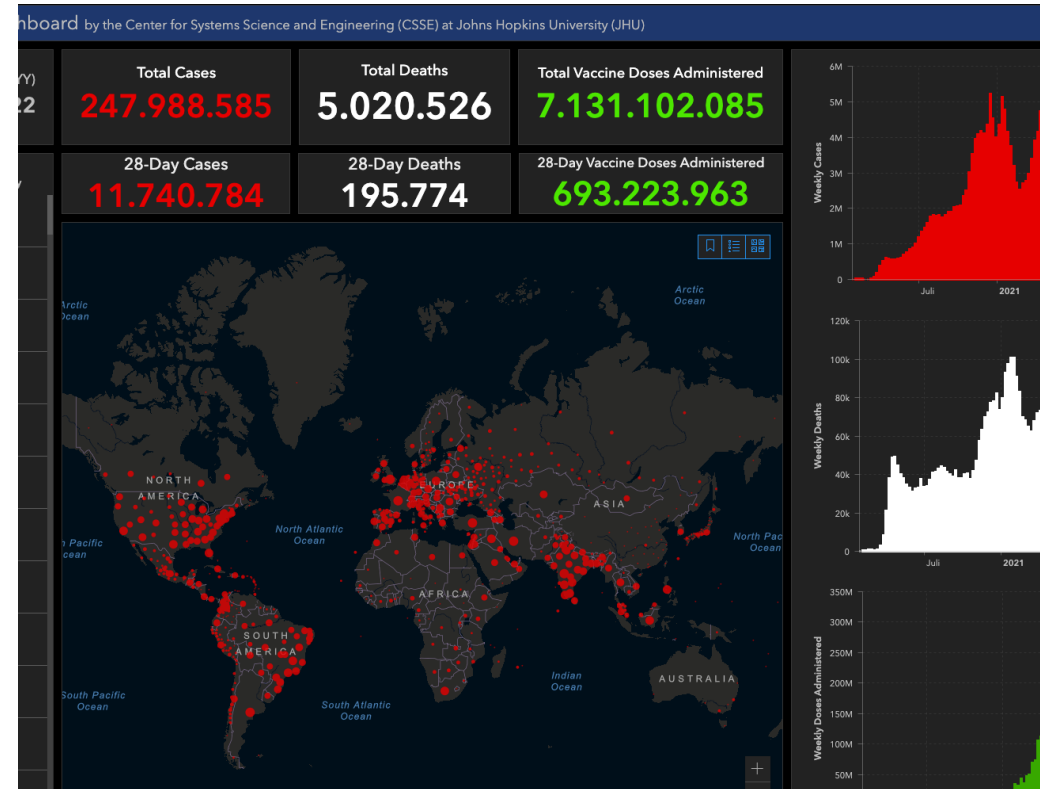 hboard by the Center for Systems Science and Engineering (CSSE) at Johns Hopkins University (JHU)
YY)
22
Total Cases
247.988.585
Total Deaths
5.020.526
Total Vaccine Doses Administered
7.131.102.085
28-Day Cases
11.740.784
28-Day Deaths
195.774
28-Day Vaccine Doses Administered
693.223.963
Arctic
Ocean
Arctic
Ocean
NORTH
AMERICA
EUROPE
ASIA
North Atlantic
Ocean
h Pacific
cean
North Pac
Ocean
AFRICA
SOUTH
AMERICA
Indian
Ocean
AUSTRALIA
South Pacific
Ocean
South Atlantic
Ocean
+
Weekly Cases
6M
5M
4M
3M
2M
1M
0
Juli
2021
Weekly Deaths
120k
100k
80k
60k
40k
20k
0
Juli
2021
Weekly Doses Administered
350M
300M
250M
200M
150M
100M
50M